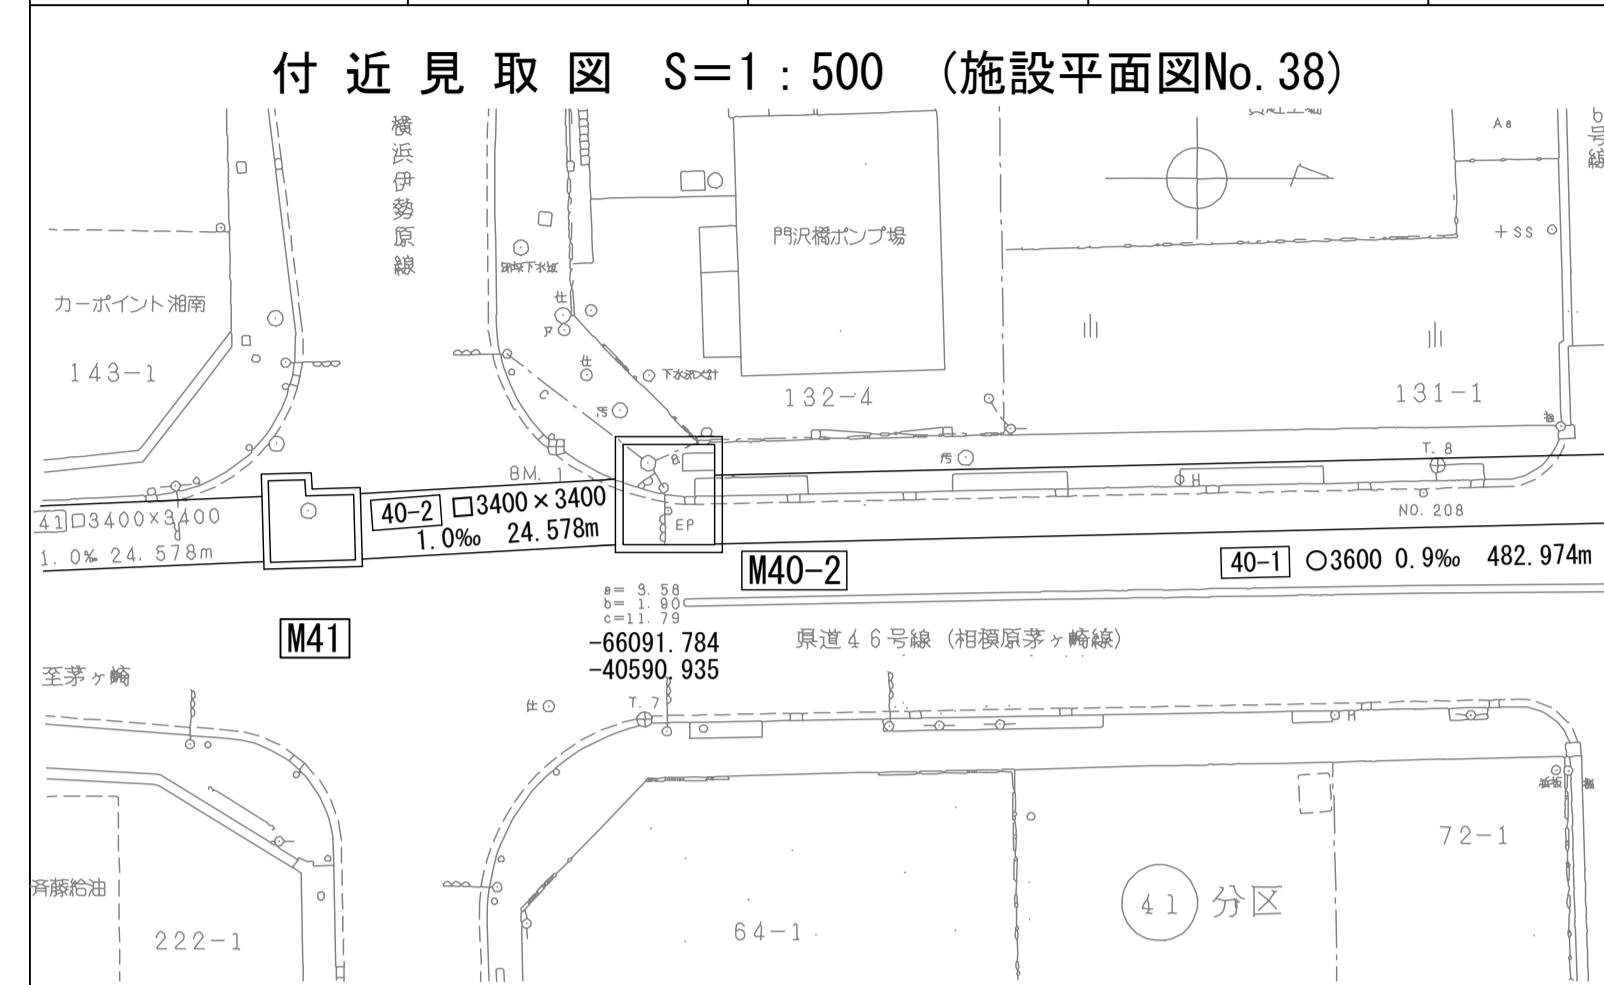 付近見取図 S=1:500 (施設平面図No.38)
横浜伊勢原線
As
門沢橋ポンプ場
+SS
カーポイント湘南
仕
143-1
仕
132-4
131-1
C
汚
汚
T.8
BM.1
B
H
NO.208
EP
41 □3400×3400
1.0‰ 24.578m
40-2 □3400×3400
1.0‰ 24.578m
M40-2
40-1 ○3600 0.9‰ 482.974m
a= 3.58
b= 1.90
c=11.79
-66091.784
-40590.935
M41
県道46号線(相模原茅ヶ崎線)
至茅ヶ崎
仕
T.7
H
72-1
斉藤給油
41 分区
222-1
64-1